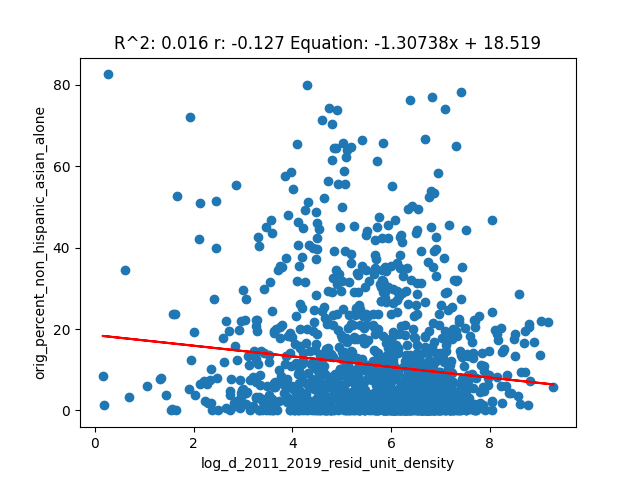 R^2: 0.016 r: -0.127 Equation: -1.30738x + 18.519
80
60
40
20
0
orig_percent_non_hispanic_asian_alone
0 2 4 6 8
log_d_2011_2019_resid_unit_density